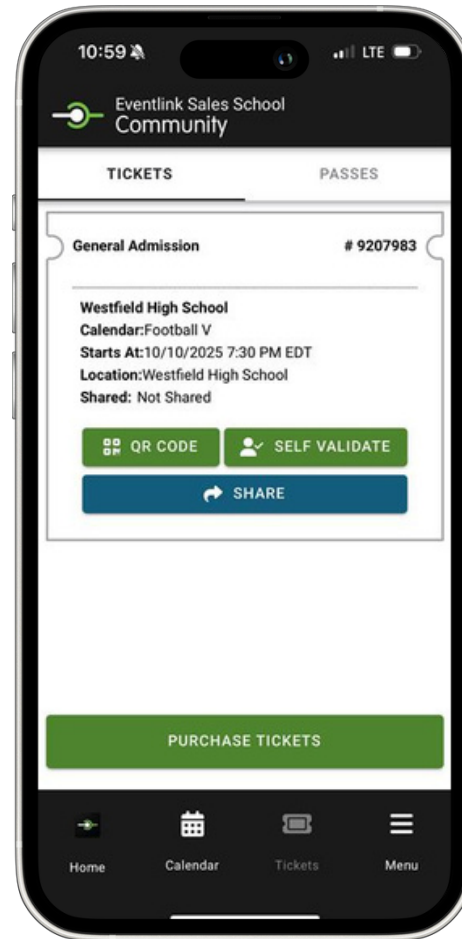 10:59
LTE
Eventlink Sales School
Community
TICKETS
PASSES
General Admission
# 9207983
Westfield High School
Calendar:Football V
Starts At:10/10/2025 7:30 PM EDT
Location:Westfield High School
Shared: Not Shared
QR CODE
SELF VALIDATE
SHARE
PURCHASE TICKETS
Home
Calendar
Tickets
Menu